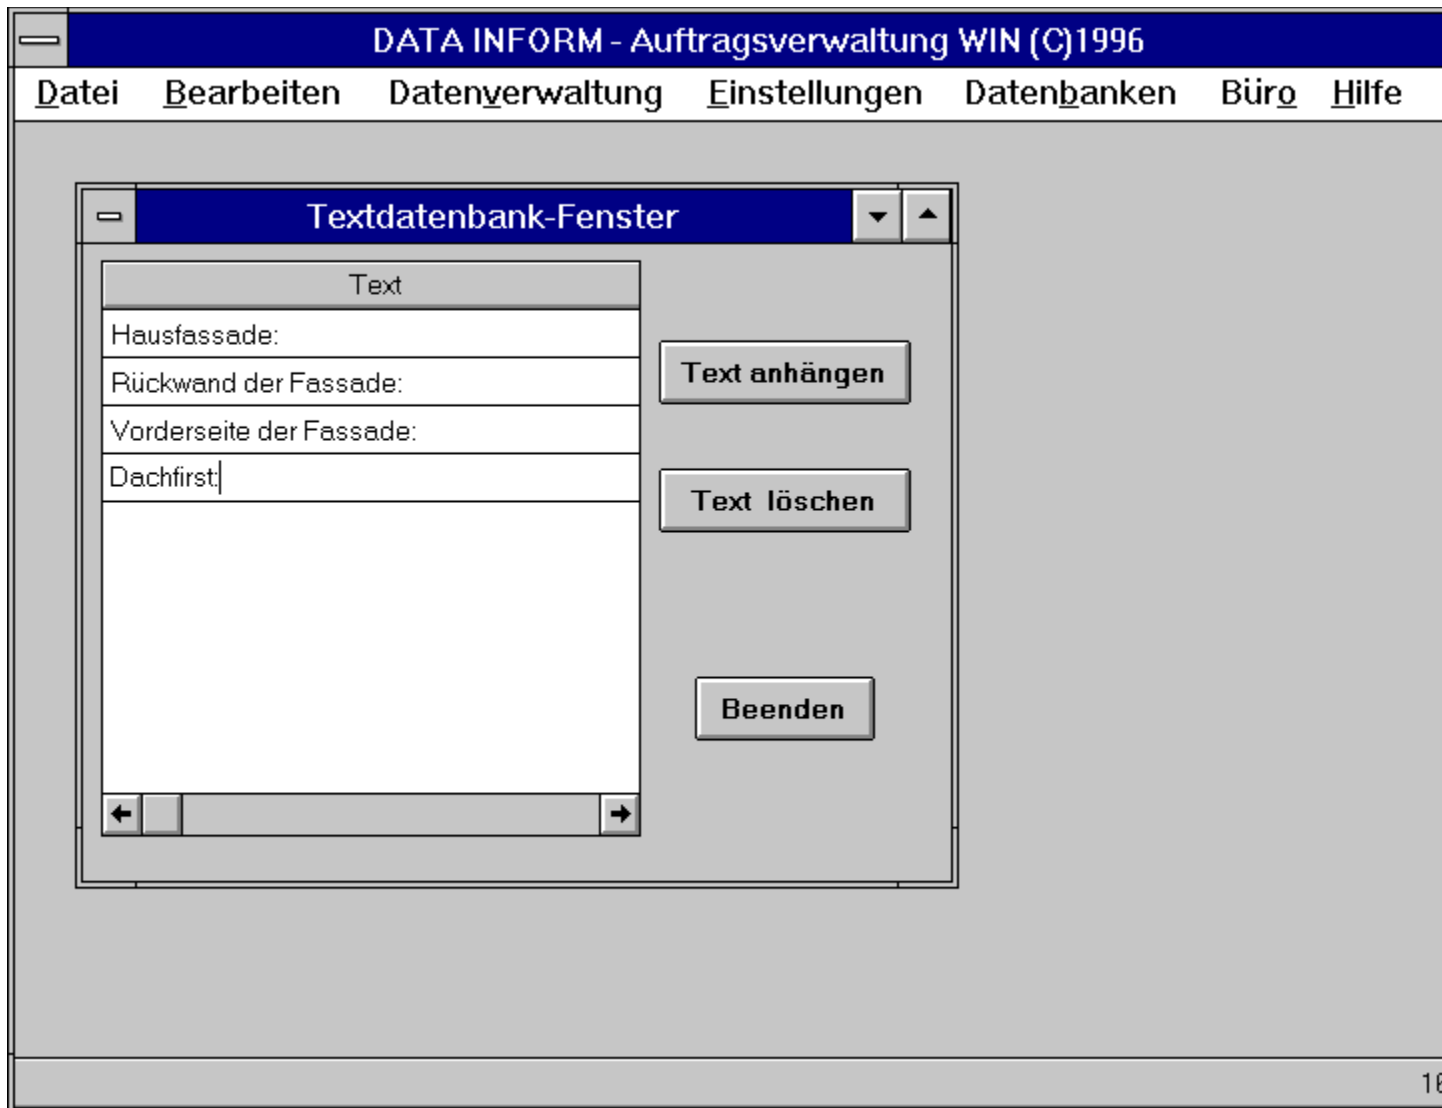 DATA INFORM - Auftragsverwaltung WIN (C)1996
Datei Bearbeiten Datenverwaltung Einstellungen Datenbanken Büro Hilfe
Textdatenbank-Fenster
Text
Hausfassade:
Rückwand der Fassade:
Vorderseite der Fassade:
Dachfirst:
Text anhängen
Text löschen
Beenden